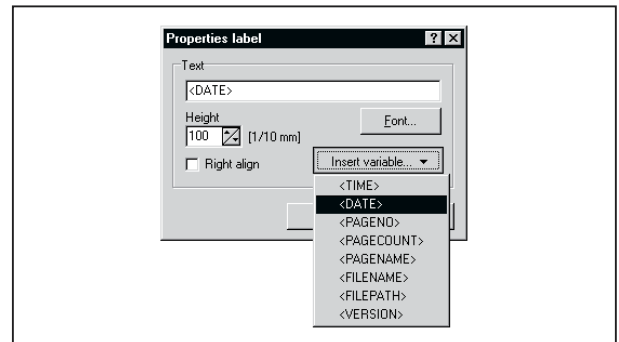 Properties label
Text
<DATE>
Height
100 [1/10 mm]
Font...
Right align
Insert variable...
<TIME>
<DATE>
<PAGENO>
<PAGECOUNT>
<PAGENAME>
<FILENAME>
<FILEPATH>
<VERSION>